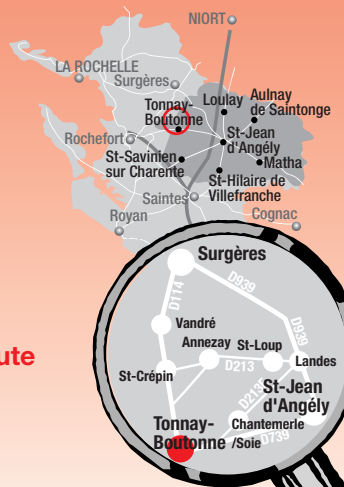 NIORT
LA ROCHELLE
Surgères
Tonnay-
Boutonne
Loulay
Aulnay
de Saintonge
Rochefort
St-Jean
d'Angély
St-Savinien
sur Charente
Matha
St-Hilaire de
Villefranche
Saintes
Royan
Cognac
Surgères
D939
D114
Vandré
D939
Annezay
St-Loup
ute
St-Crépin
D213
Landes
St-Jean
d'Angély
D213E
Tonnay-
Boutonne
Chantemerle
/Soie
D739